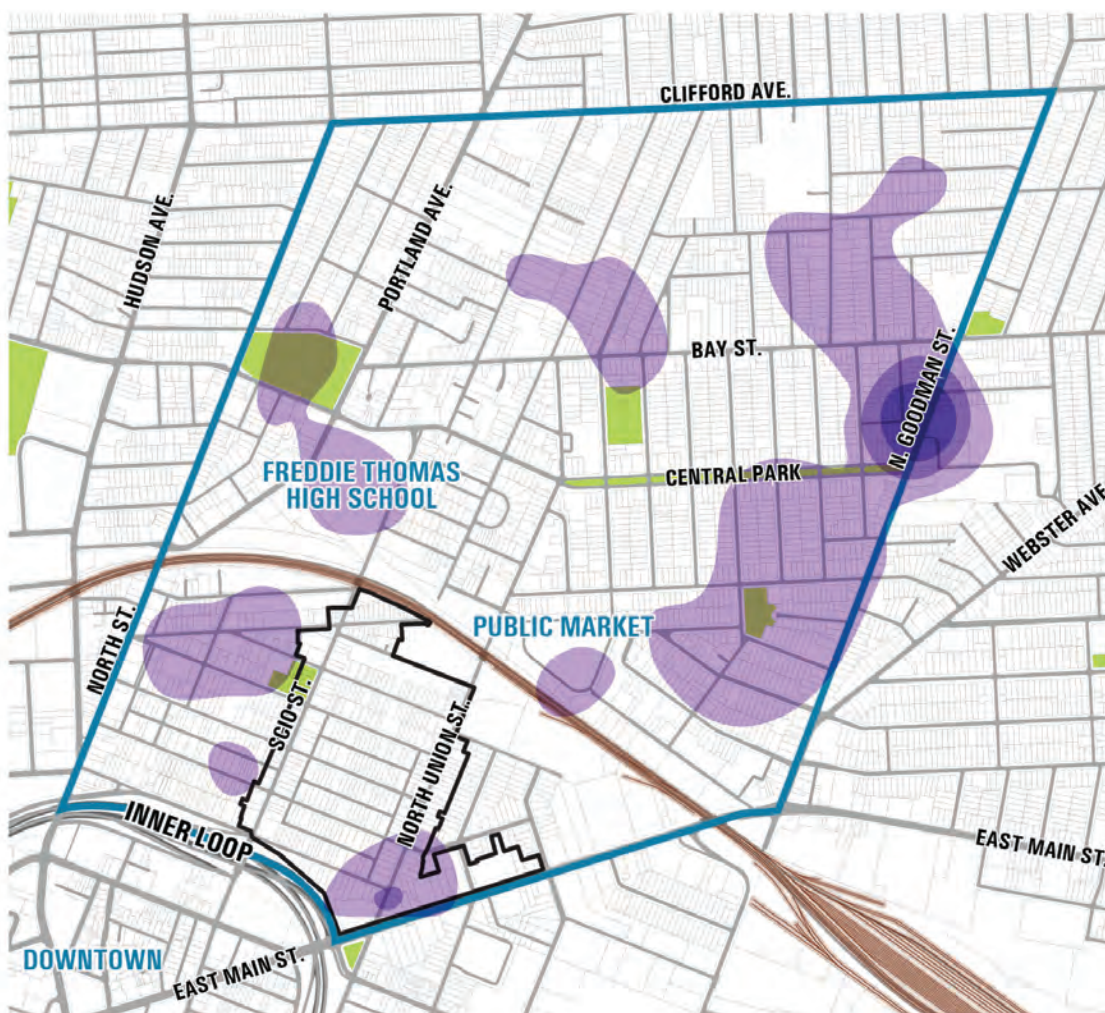 CLIFFORD AVE.
HUDSON AVE.
PORTLAND AVE.
BAY ST.
N. GOODMAN ST.
FREDDIE THOMAS
HIGH SCHOOL
CENTRAL PARK
WEBSTER AVE.
NORTH ST.
PUBLIC MARKET
SCIO ST.
NORTH UNION ST.
INNER LOOP
EAST MAIN ST.
DOWNTOWN
EAST MAIN ST.